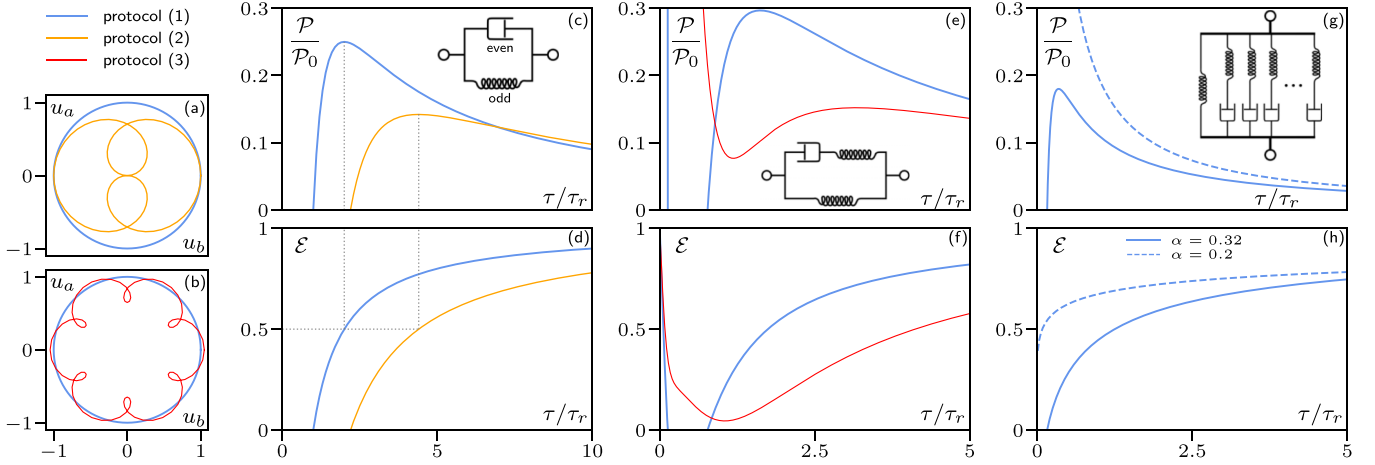 protocol (1)
protocol (2)
protocol (3)
(a)
u_a
1
0
−1
u_b
(b)
u_a
1
0
−1
u_b
−1 0 1
(c)
P/P_0
0.3
0.2
0.1
0
even
odd
τ/τ_r
(d)
ℰ
1
0.5
0
τ/τ_r
0 5 10
(e)
P/P_0
0.3
0.2
0.1
0
τ/τ_r
(f)
ℰ
1
0.5
0
τ/τ_r
0 2.5 5
(g)
P/P_0
0.3
0.2
0.1
0
...
τ/τ_r
(h)
ℰ
α = 0.32
α = 0.2
1
0.5
0
τ/τ_r
0 2.5 5